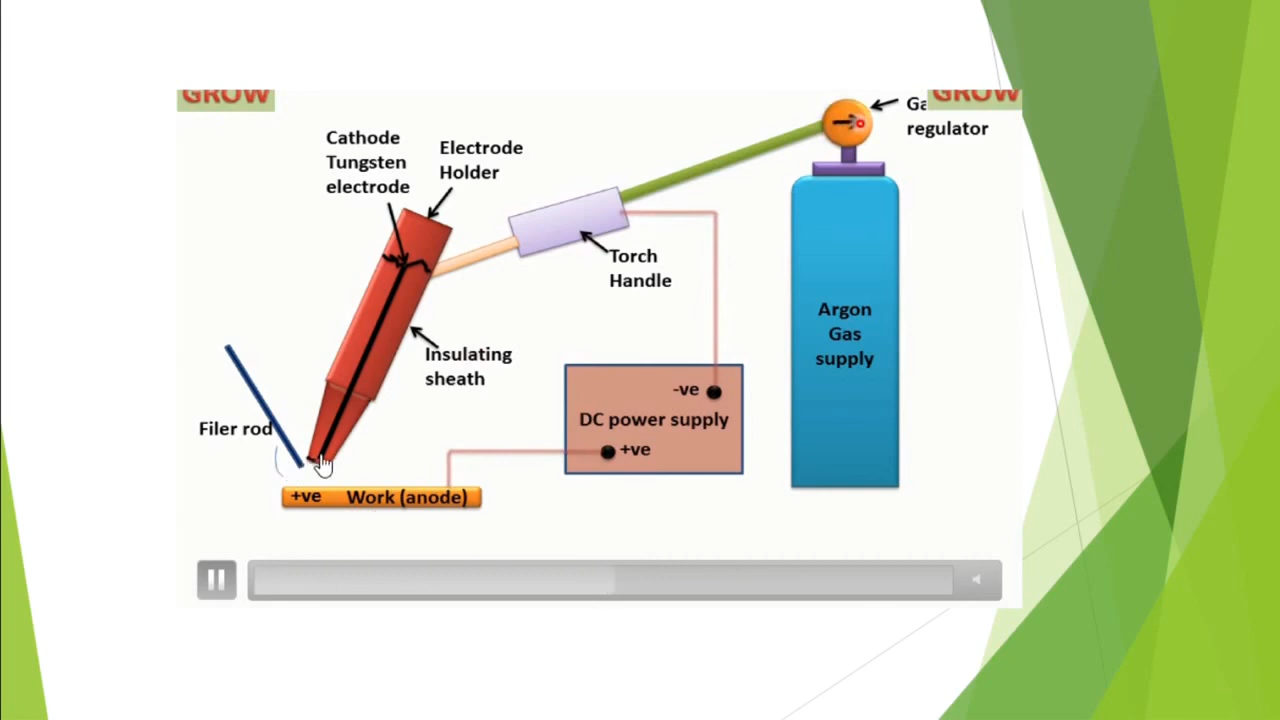 GROW
GROW
Cathode
Tungsten
electrode
Electrode
Holder
regulator
Torch
Handle
Argon
Gas
supply
Insulating
sheath
-ve
DC power supply
+ve
Filer rod
+ve Work (anode)